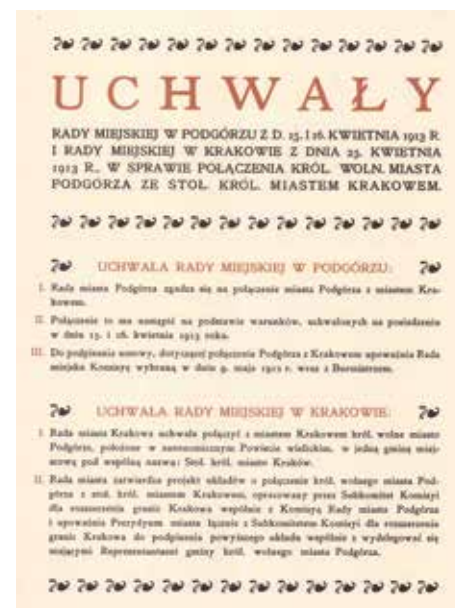 UCHWAŁY
RADY MIEJSKIEJ W PODGÓRZU Z D. 15. I 16. KWIETNIA 1913 R.
I RADY MIEJSKIEJ W KRAKOWIE Z DNIA 23. KWIETNIA
1913 R., W SPRAWIE POŁĄCZENIA KRÓL. WOLN. MIASTA
PODGÓRZA ZE STOŁ. KRÓL. MIASTEM KRAKOWEM.
UCHWAŁA RADY MIEJSKIEJ W PODGÓRZU:
I. Rada miasta Podgórza zgadza się na połączenie miasta Podgórza z miastem Kra-
kowem.
II. Połączenie to ma nastąpić na podstawie warunków, uchwalonych na posiedzeniu
w dniu 15. i 16. kwietnia 1913 roku.
III. Do podpisania umowy, dotyczącej połączenia Podgórza z Krakowem upoważnia Rada
miejska Komisyę wybraną w dniu 9. maja 1912 r. wraz z Burmistrzem.
UCHWAŁA RADY MIEJSKIEJ W KRAKOWIE:
I. Rada miasta Krakowa uchwala połączyć z miastem Krakowem król. wolne miasto
Podgórze, położone w autonomicznym Powiecie wielickim, w jedną gminę miej-
scową pod wspólną nazwą: Stoł. król. miasto Kraków.
II. Rada miasta zatwierdza projekt układów o połączenie król. wolnego miasta Pod-
górza z stoł. król. miastem Krakowem, opracowany przez Subkomitet Komisyi
dla rozszerzenia granic Krakowa wspólnie z Komisyą Rady miasta Podgórza
i upoważnia Prezydyum miasta łącznie z Subkomitetem Komisyi dla rozszerzenia
granic Krakowa do podpisania powyższego układu wspólnie z wydelegować się
mającymi Reprezentantami gminy król. wolnego miasta Podgórza.